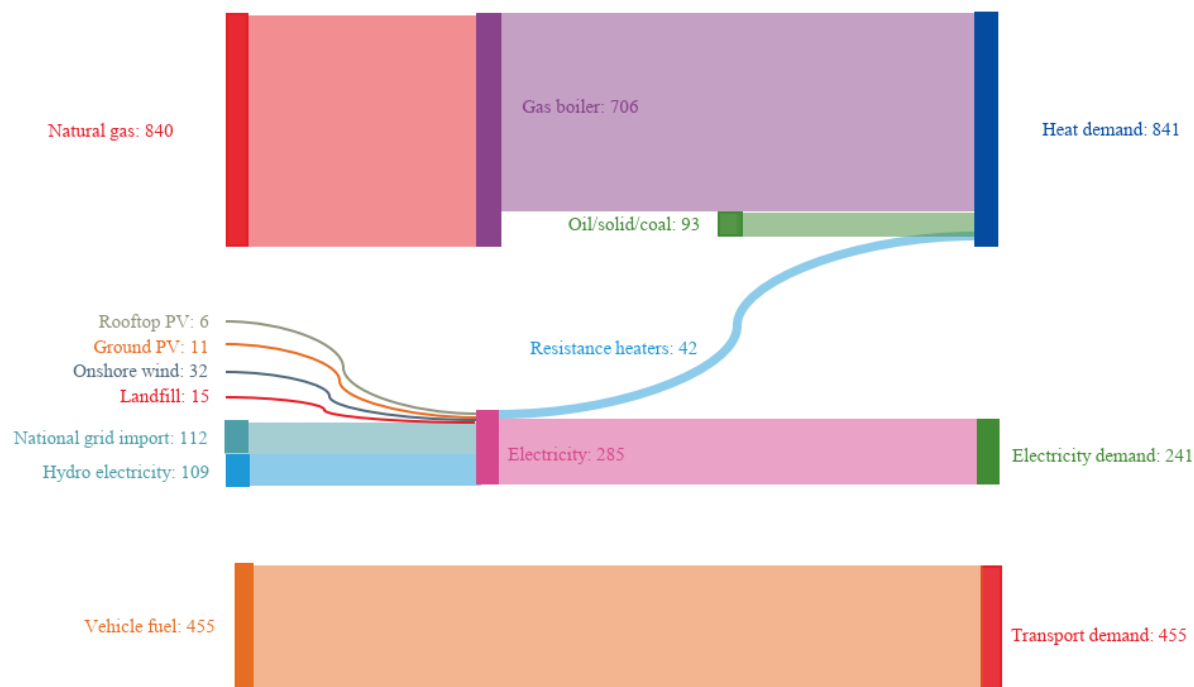 Gas boiler: 706
Natural gas: 840
Heat demand: 841
Oil/solid/coal: 93
Rooftop PV: 6
Ground PV: 11
Resistance heaters: 42
Onshore wind: 32
Landfill: 15
National grid import: 112
Electricity: 285
Electricity demand: 241
Hydro electricity: 109
Vehicle fuel: 455
Transport demand: 455